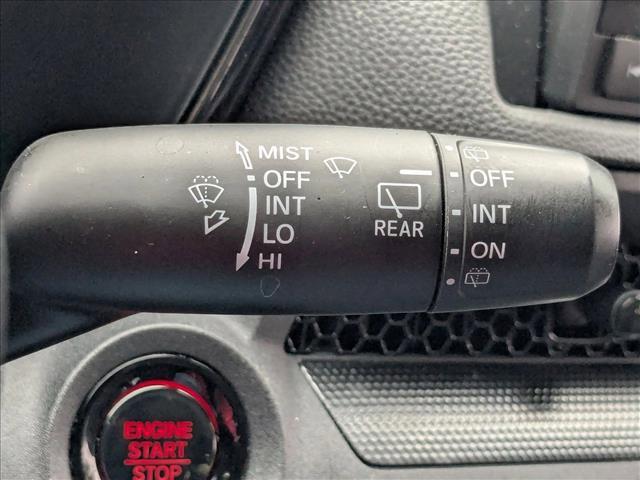 MIST
OFF
INT
LO
HI
REAR
OFF
INT
ON
ENGINE
START
STOP